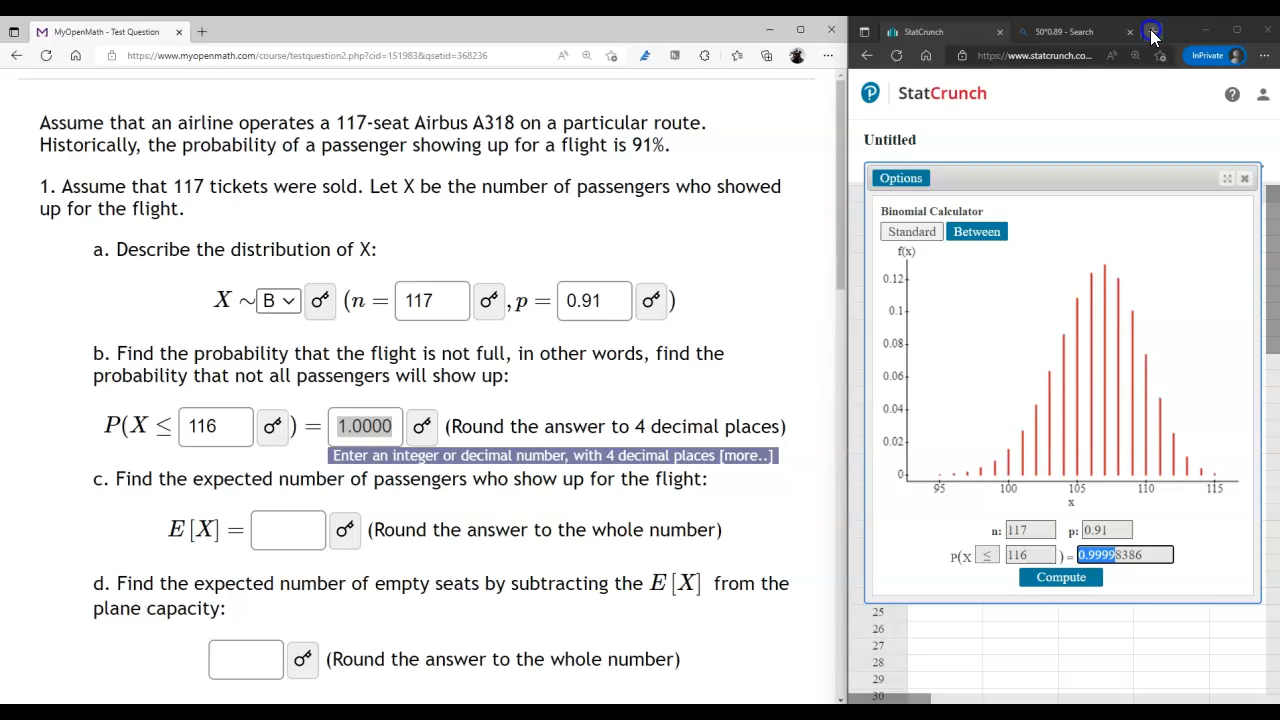 MyOpenMath - Test Question
https://www.myopenmath.com/course/testquestion2.php?cid=151983&qsetid=368236
Assume that an airline operates a 117-seat Airbus A318 on a particular route.
Historically, the probability of a passenger showing up for a flight is 91%.
1. Assume that 117 tickets were sold. Let X be the number of passengers who showed
up for the flight.
a. Describe the distribution of X:
X ~ B (n = 117 , p = 0.91 )
b. Find the probability that the flight is not full, in other words, find the
probability that not all passengers will show up:
P(X ≤ 116 ) = 1.0000 (Round the answer to 4 decimal places)
Enter an integer or decimal number, with 4 decimal places [more..]
c. Find the expected number of passengers who show up for the flight:
E[X] = (Round the answer to the whole number)
d. Find the expected number of empty seats by subtracting the E[X] from the
plane capacity:
(Round the answer to the whole number)
StatCrunch
50*0.89 - Search
https://www.statcrunch.co...
InPrivate
StatCrunch
Untitled
Options
Binomial Calculator
Standard Between
f(x)
0.12
0.1
0.08
0.06
0.04
0.02
0
95 100 105 110 115
x
n: 117 p: 0.91
P(X ≤ 116 ) = 0.99998386
Compute
25
26
27
28
29
30